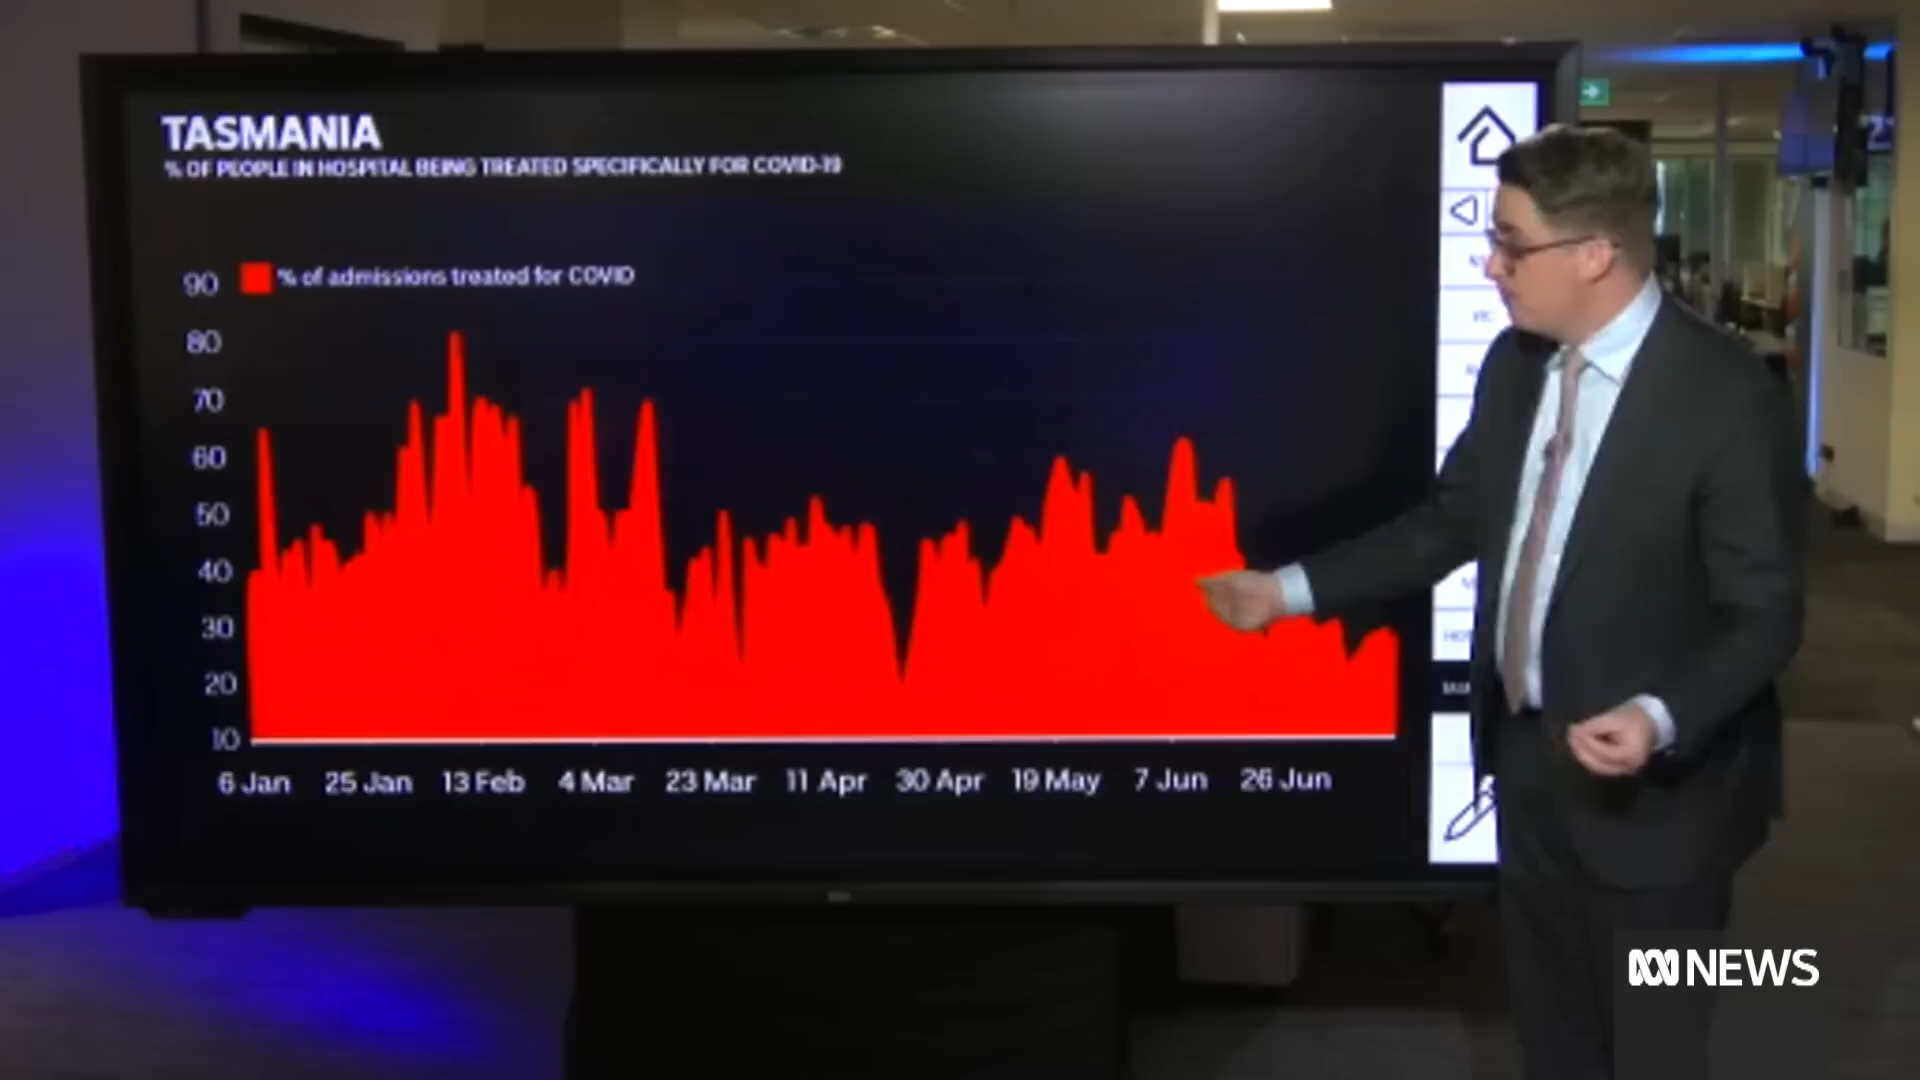 TASMANIA
% OF PEOPLE IN HOSPITAL BEING TREATED SPECIFICALLY FOR COVID-19
% of admissions treated for COVID
90
80
70
60
50
40
30
20
10
6 Jan 25 Jan 13 Feb 4 Mar 23 Mar 11 Apr 30 Apr 19 May 7 Jun 26 Jun
NEWS